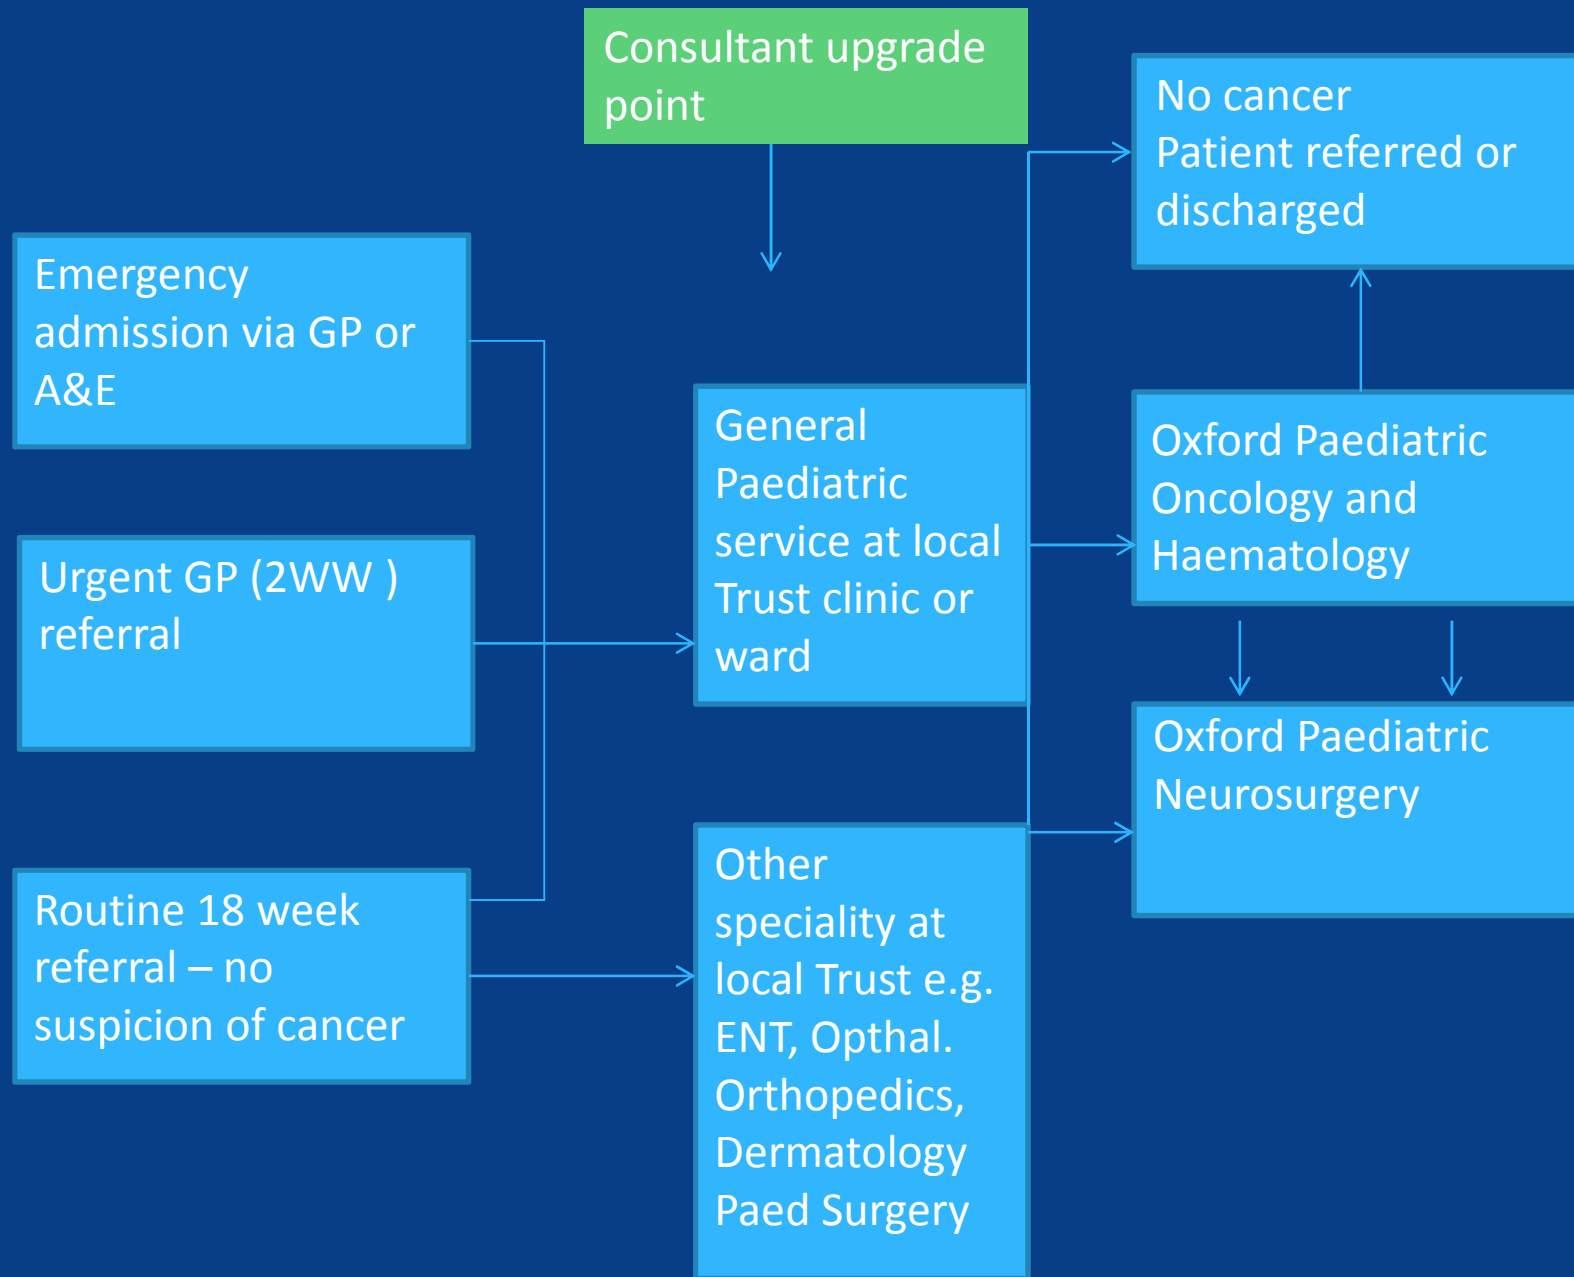 Consultant upgrade
point
No cancer
Patient referred or
discharged
Emergency
admission via GP or
A&E
General
Paediatric
service at local
Trust clinic or
ward
Oxford Paediatric
Oncology and
Haematology
Urgent GP (2WW )
referral
Oxford Paediatric
Neurosurgery
Routine 18 week
referral – no
suspicion of cancer
Other
speciality at
local Trust e.g.
ENT, Opthal.
Orthopedics,
Dermatology
Paed Surgery